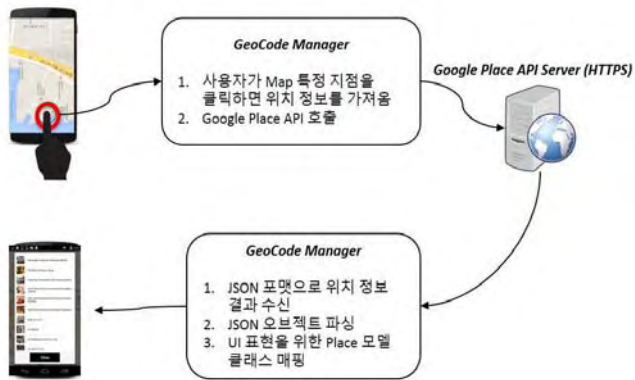 GeoCode Manager
1. 사용자가 Map 특정 지점을
클릭하면 위치 정보를 가져옴
2. Google Place API 호출
Google Place API Server (HTTPS)
GeoCode Manager
1. JSON 포맷으로 위치 정보
결과 수신
2. JSON 오브젝트 파싱
3. UI 표현을 위한 Place 모델
클래스 매핑